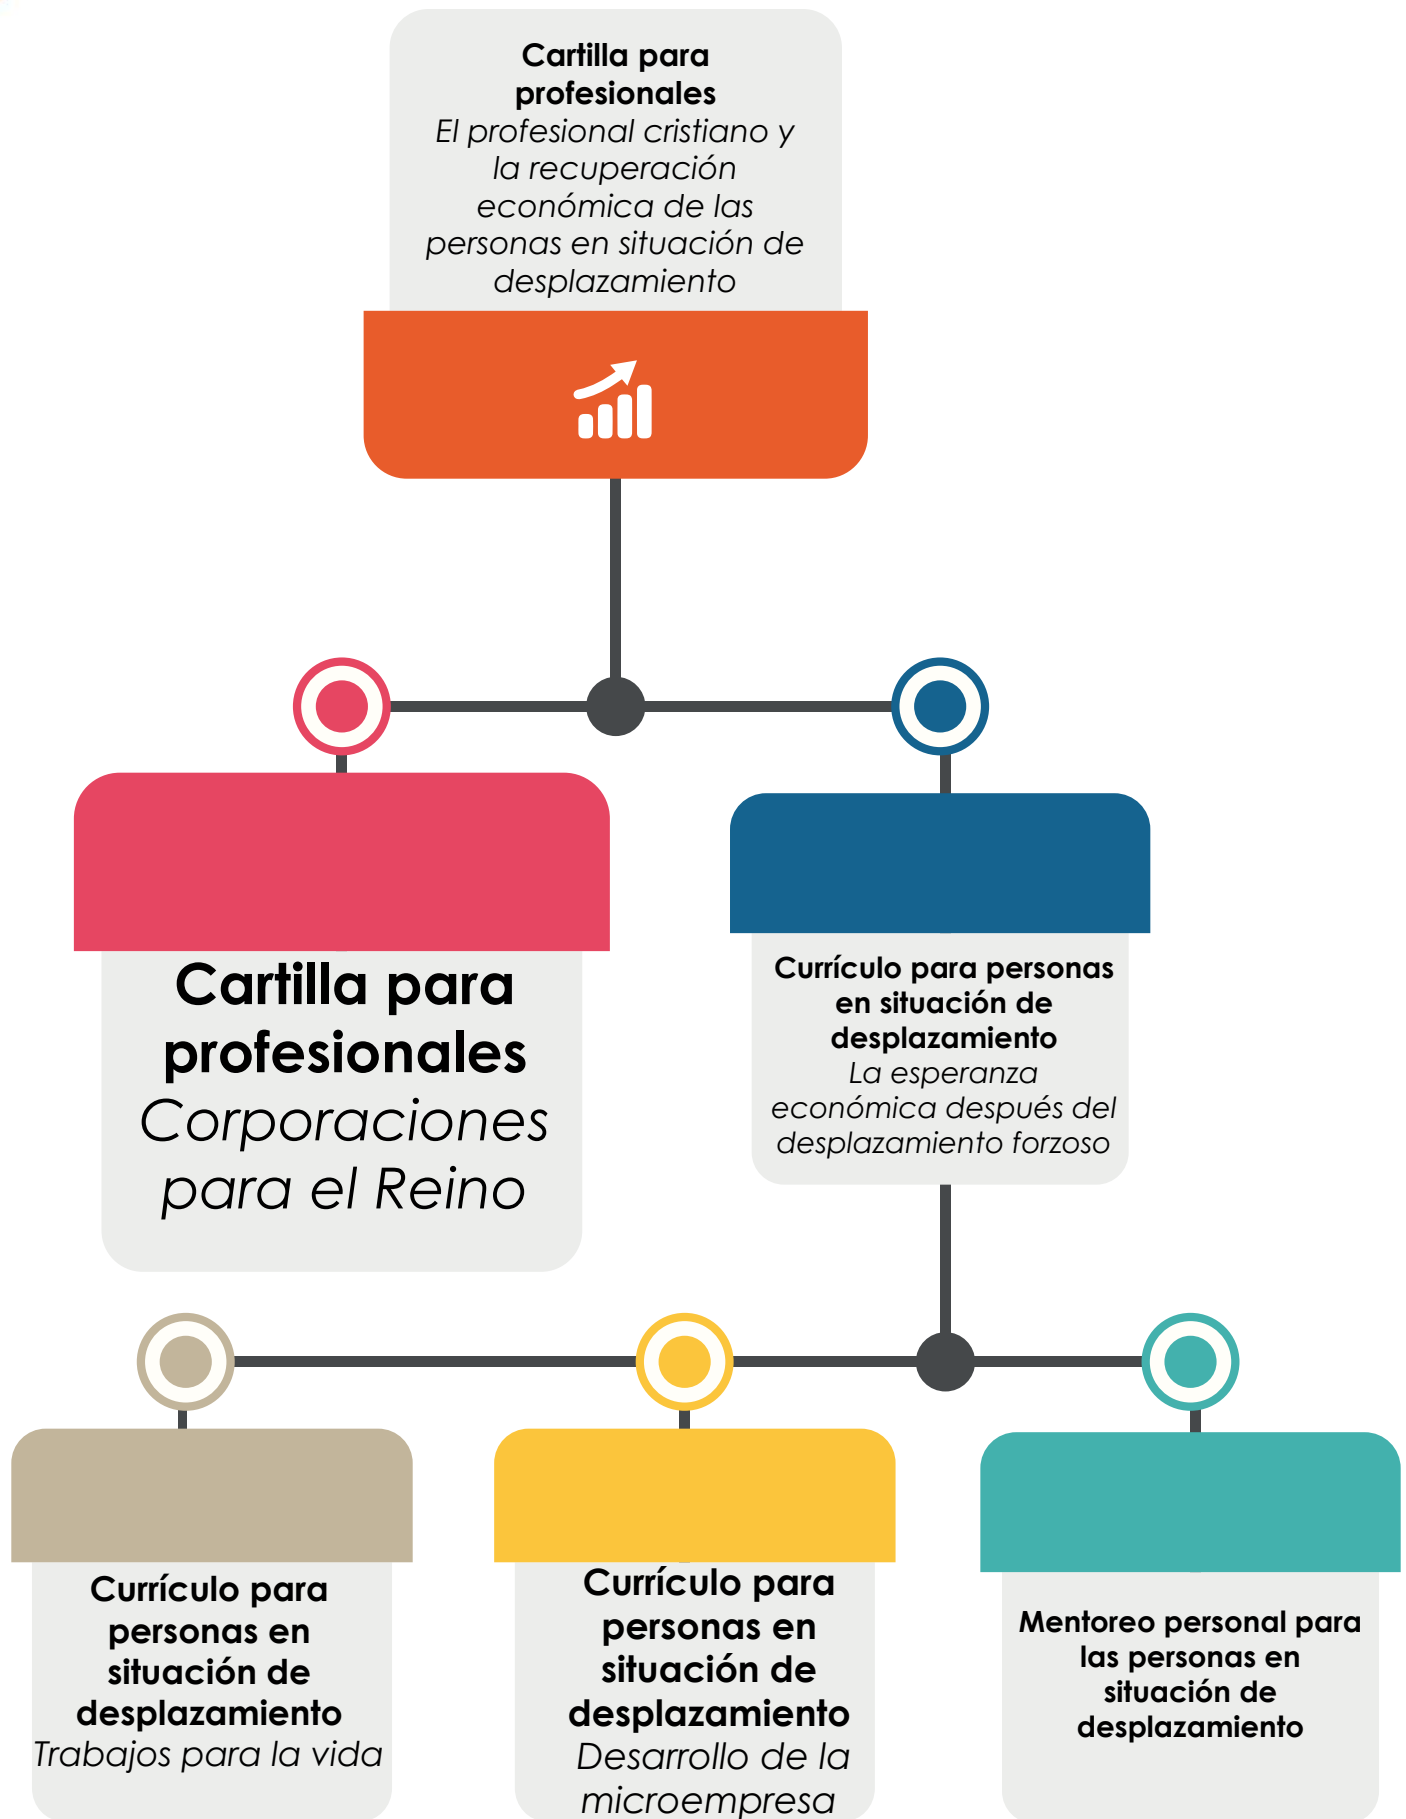 Cartilla para
profesionales
El profesional cristiano y
la recuperación
económica de las
personas en situación de
desplazamiento
Cartilla para
profesionales
Corporaciones
para el Reino
Currículo para personas
en situación de
desplazamiento
La esperanza
económica después del
desplazamiento forzoso
Currículo para
personas en
situación de
desplazamiento
Trabajos para la vida
Currículo para
personas en
situación de
desplazamiento
Desarrollo de la
microempresa
Mentoreo personal para
las personas en
situación de
desplazamiento